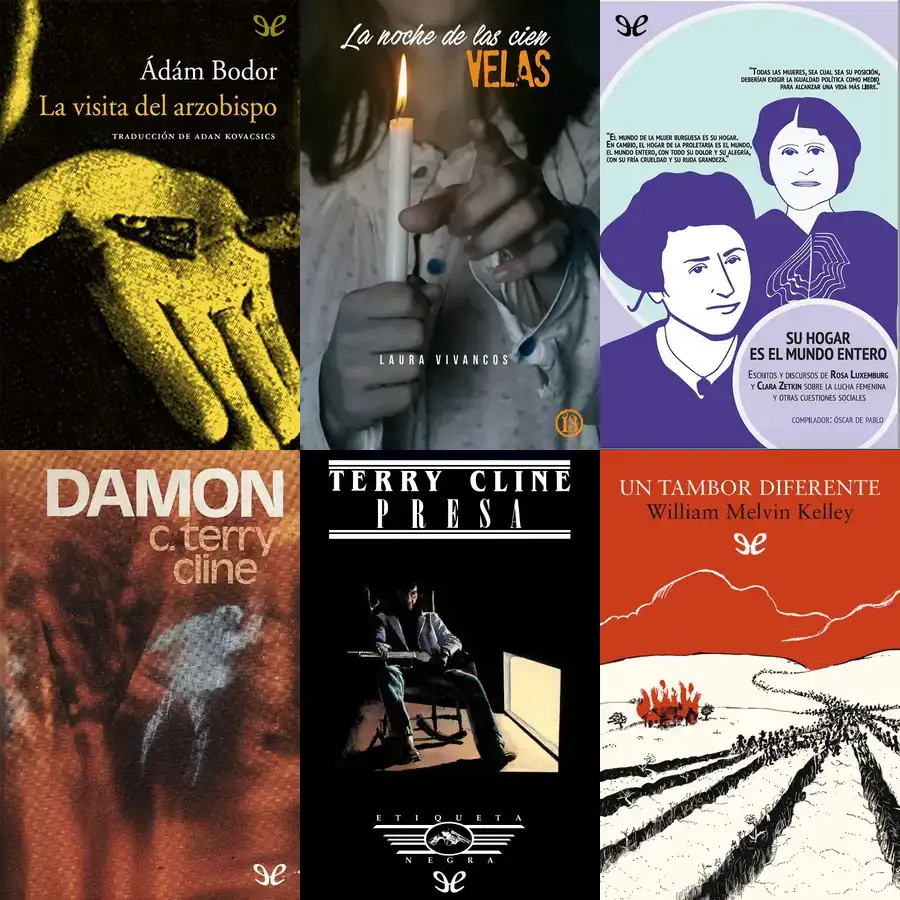 Ádám Bodor
La visita del arzobispo
TRADUCCIÓN DE ADAN KOVACSICS
La noche de las cien
VELAS
LAURA VIVANCOS
18
"TODAS LAS MUJERES, SEA CUAL SEA SU POSICIÓN,
DEBERÍAN EXIGIR LA IGUALDAD POLÍTICA COMO MEDIO
PARA ALCANZAR UNA VIDA MÁS LIBRE."
"EL MUNDO DE LA MUJER BURGUESA ES SU HOGAR.
EN CAMBIO, EL HOGAR DE LA PROLETARIA ES EL MUNDO,
EL MUNDO ENTERO, CON TODO SU DOLOR Y SU ALEGRÍA,
CON SU FRÍA CRUELDAD Y SU RUDA GRANDEZA."
SU HOGAR
ES EL MUNDO ENTERO
ESCRITOS Y DISCURSOS DE ROSA LUXEMBURG
Y CLARA ZETKIN SOBRE LA LUCHA FEMENINA
Y OTRAS CUESTIONES SOCIALES
COMPILADOR: ÓSCAR DE PABLO
DAMON
c. terry
cline
TERRY CLINE
PRESA
ETIQUETA
NEGRA
UN TAMBOR DIFERENTE
William Melvin Kelley